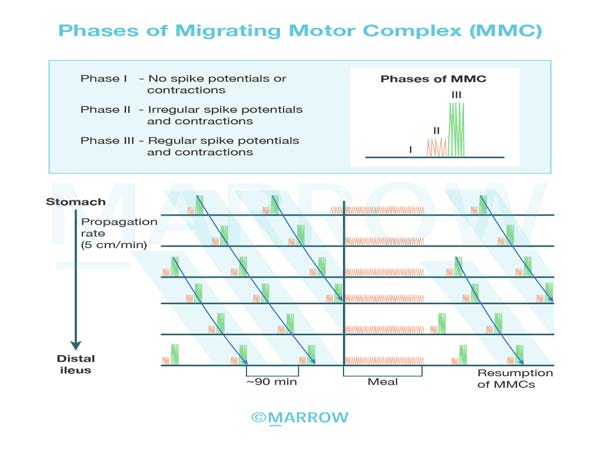 Phases of Migrating Motor Complex (MMC)
Phase I - No spike potentials or
contractions
Phase II - Irregular spike potentials
and contractions
Phase III - Regular spike potentials
and contractions
Phases of MMC
III
II
I
MARROW
Stomach
Propagation
rate
(5 cm/min)
Distal
ileus
~90 min
Meal
Resumption
of MMCs
©MARROW